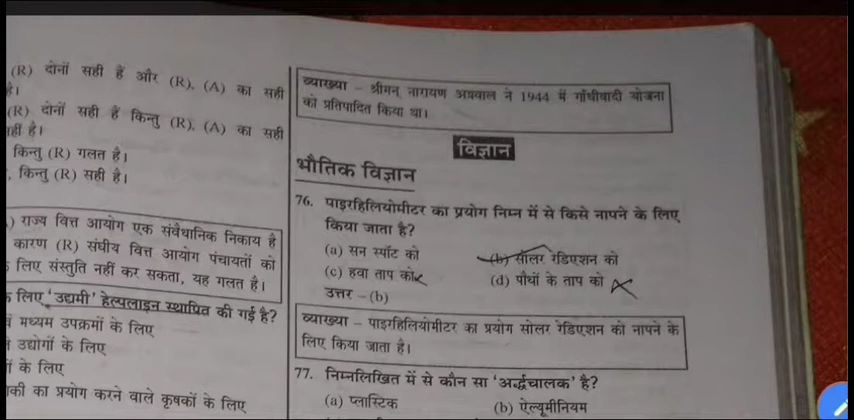 (R) दोनों सही हैं और (R), (A) का सही
है।
(R) दोनों सही हैं किन्तु (R), (A) का सही
नहीं है।
किन्तु (R) गलत है।
, किन्तु (R) सही है।
) राज्य वित्त आयोग एक संवैधानिक निकाय है
कारण (R) संघीय वित्त आयोग पंचायतों को
लिए संस्तुति नहीं कर सकता, यह गलत है।
के लिए 'उद्यमी' हेल्पलाइन स्थापित की गई है?
मध्यम उपक्रमों के लिए
उद्योगों के लिए
के लिए
का प्रयोग करने वाले कृषकों के लिए
व्याख्या – श्रीमन् नारायण अग्रवाल ने 1944 में गाँधीवादी योजना
को प्रतिपादित किया था।
विज्ञान
भौतिक विज्ञान
76. पाइरहिलियोमीटर का प्रयोग निम्न में से किसे नापने के लिए
किया जाता है?
(a) सन स्पॉट को (b) सोलर रेडिएशन को
(c) हवा ताप को (d) पौधों के ताप को
उत्तर – (b)
व्याख्या – पाइरहिलियोमीटर का प्रयोग सोलर रेडिएशन को नापने के
लिए किया जाता है।
77. निम्नलिखित में से कौन सा 'अर्द्धचालक' है?
(a) प्लास्टिक (b) ऐल्यूमीनियम